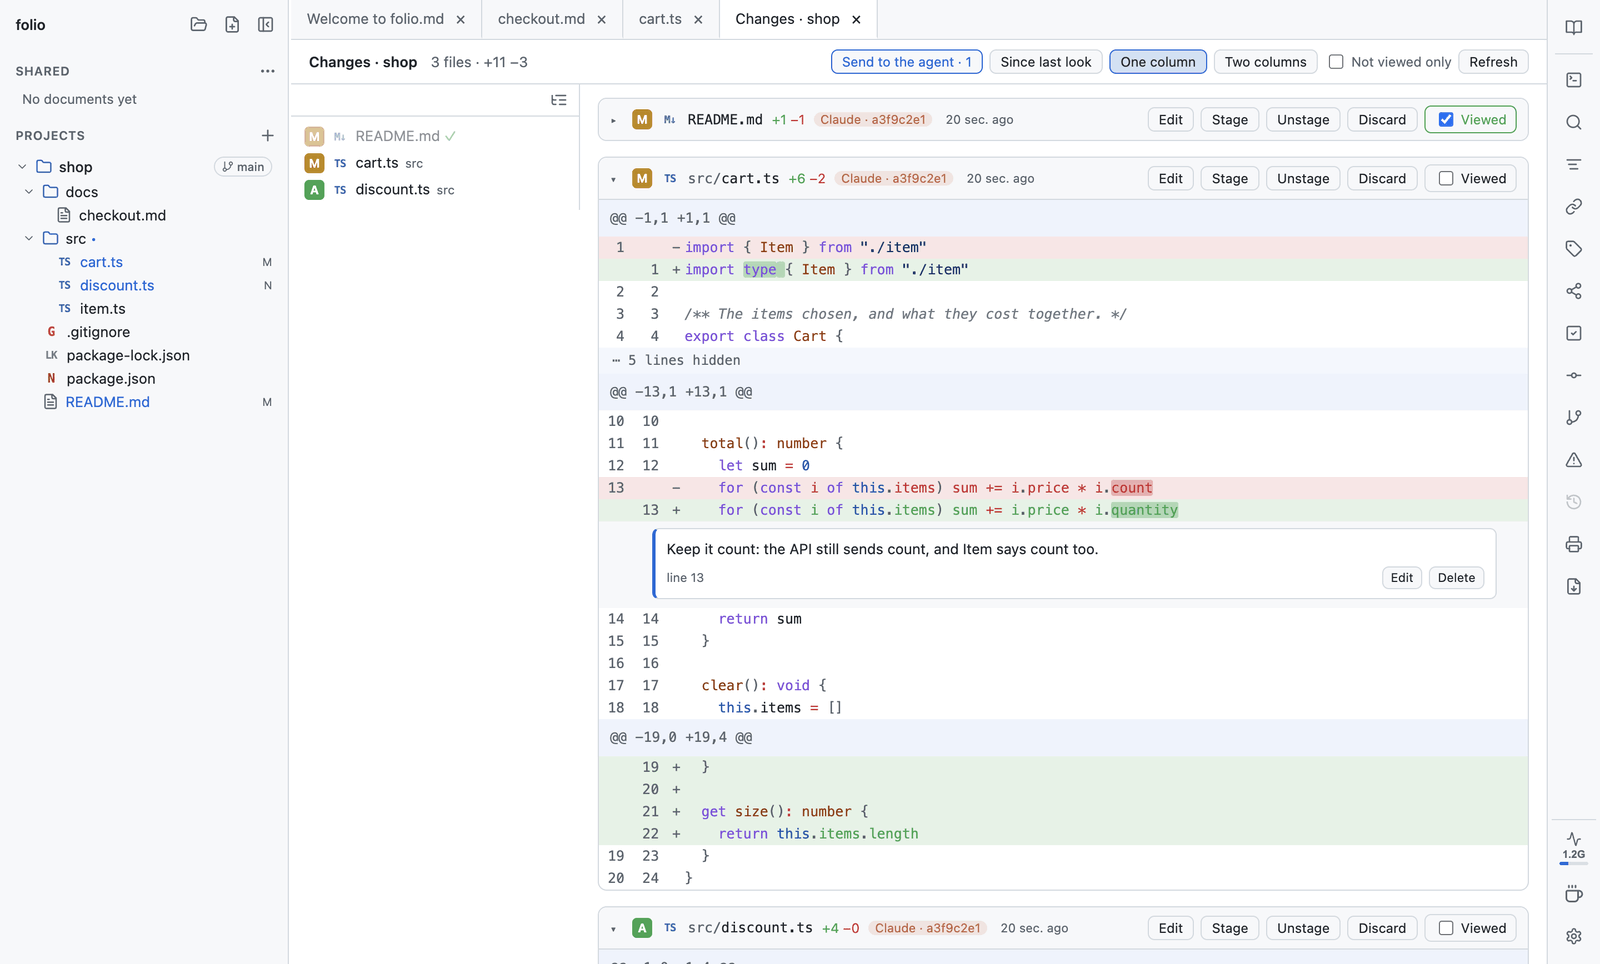 folio
SHARED
No documents yet
PROJECTS
shop
main
docs
checkout.md
src
TS cart.ts M
TS discount.ts N
TS item.ts
G .gitignore
LK package-lock.json
N package.json
README.md M
Welcome to folio.md
checkout.md
cart.ts
Changes · shop
Changes · shop 3 files · +11 −3
Send to the agent · 1
Since last look
One column
Two columns
Not viewed only
Refresh
M M↓ README.md
M TS cart.ts src
A TS discount.ts src
M M↓ README.md +1 −1 Claude · a3f9c2e1 20 sec. ago Edit Stage Unstage Discard Viewed
M TS src/cart.ts +6 −2 Claude · a3f9c2e1 20 sec. ago Edit Stage Unstage Discard Viewed
@@ −1,1 +1,1 @@
1 − import { Item } from "./item"
1 + import type { Item } from "./item"
2 2
3 3 /** The items chosen, and what they cost together. */
4 4 export class Cart {
··· 5 lines hidden
@@ −13,1 +13,1 @@
10 10
11 11 total(): number {
12 12 let sum = 0
13 − for (const i of this.items) sum += i.price * i.count
13 + for (const i of this.items) sum += i.price * i.quantity
Keep it count: the API still sends count, and Item says count too.
line 13 Edit Delete
14 14 return sum
15 15 }
16 16
17 17 clear(): void {
18 18 this.items = []
@@ −19,0 +19,4 @@
19 + }
20 +
21 + get size(): number {
22 + return this.items.length
19 23 }
20 24 }
A TS src/discount.ts +4 −0 Claude · a3f9c2e1 20 sec. ago Edit Stage Unstage Discard Viewed
1.2G